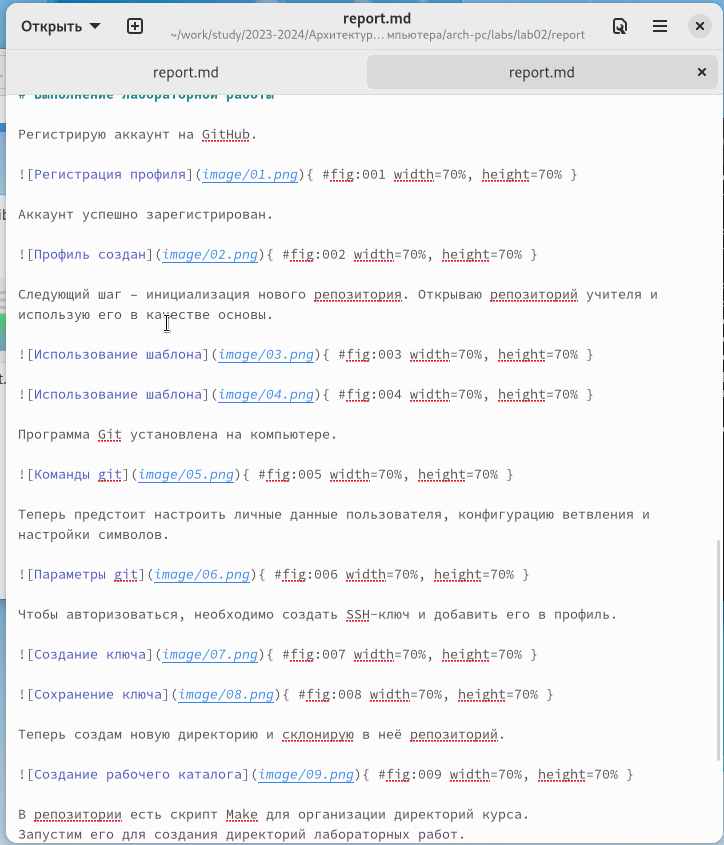 Открыть
report.md
~/work/study/2023-2024/Архитектур… мпьютера/arch-pc/labs/lab02/report
report.md
report.md
# Выполнение лабораторной работы
Регистрирую аккаунт на GitHub.
![Регистрация профиля](image/01.png){ #fig:001 width=70%, height=70% }
Аккаунт успешно зарегистрирован.
![Профиль создан](image/02.png){ #fig:002 width=70%, height=70% }
Следующий шаг – инициализация нового репозитория. Открываю репозиторий учителя и
использую его в качестве основы.
![Использование шаблона](image/03.png){ #fig:003 width=70%, height=70% }
![Использование шаблона](image/04.png){ #fig:004 width=70%, height=70% }
Программа Git установлена на компьютере.
![Команды git](image/05.png){ #fig:005 width=70%, height=70% }
Теперь предстоит настроить личные данные пользователя, конфигурацию ветвления и
настройки символов.
![Параметры git](image/06.png){ #fig:006 width=70%, height=70% }
Чтобы авторизоваться, необходимо создать SSH-ключ и добавить его в профиль.
![Создание ключа](image/07.png){ #fig:007 width=70%, height=70% }
![Сохранение ключа](image/08.png){ #fig:008 width=70%, height=70% }
Теперь создам новую директорию и склонирую в неё репозиторий.
![Создание рабочего каталога](image/09.png){ #fig:009 width=70%, height=70% }
В репозитории есть скрипт Make для организации директорий курса.
Запустим его для создания директорий лабораторных работ.